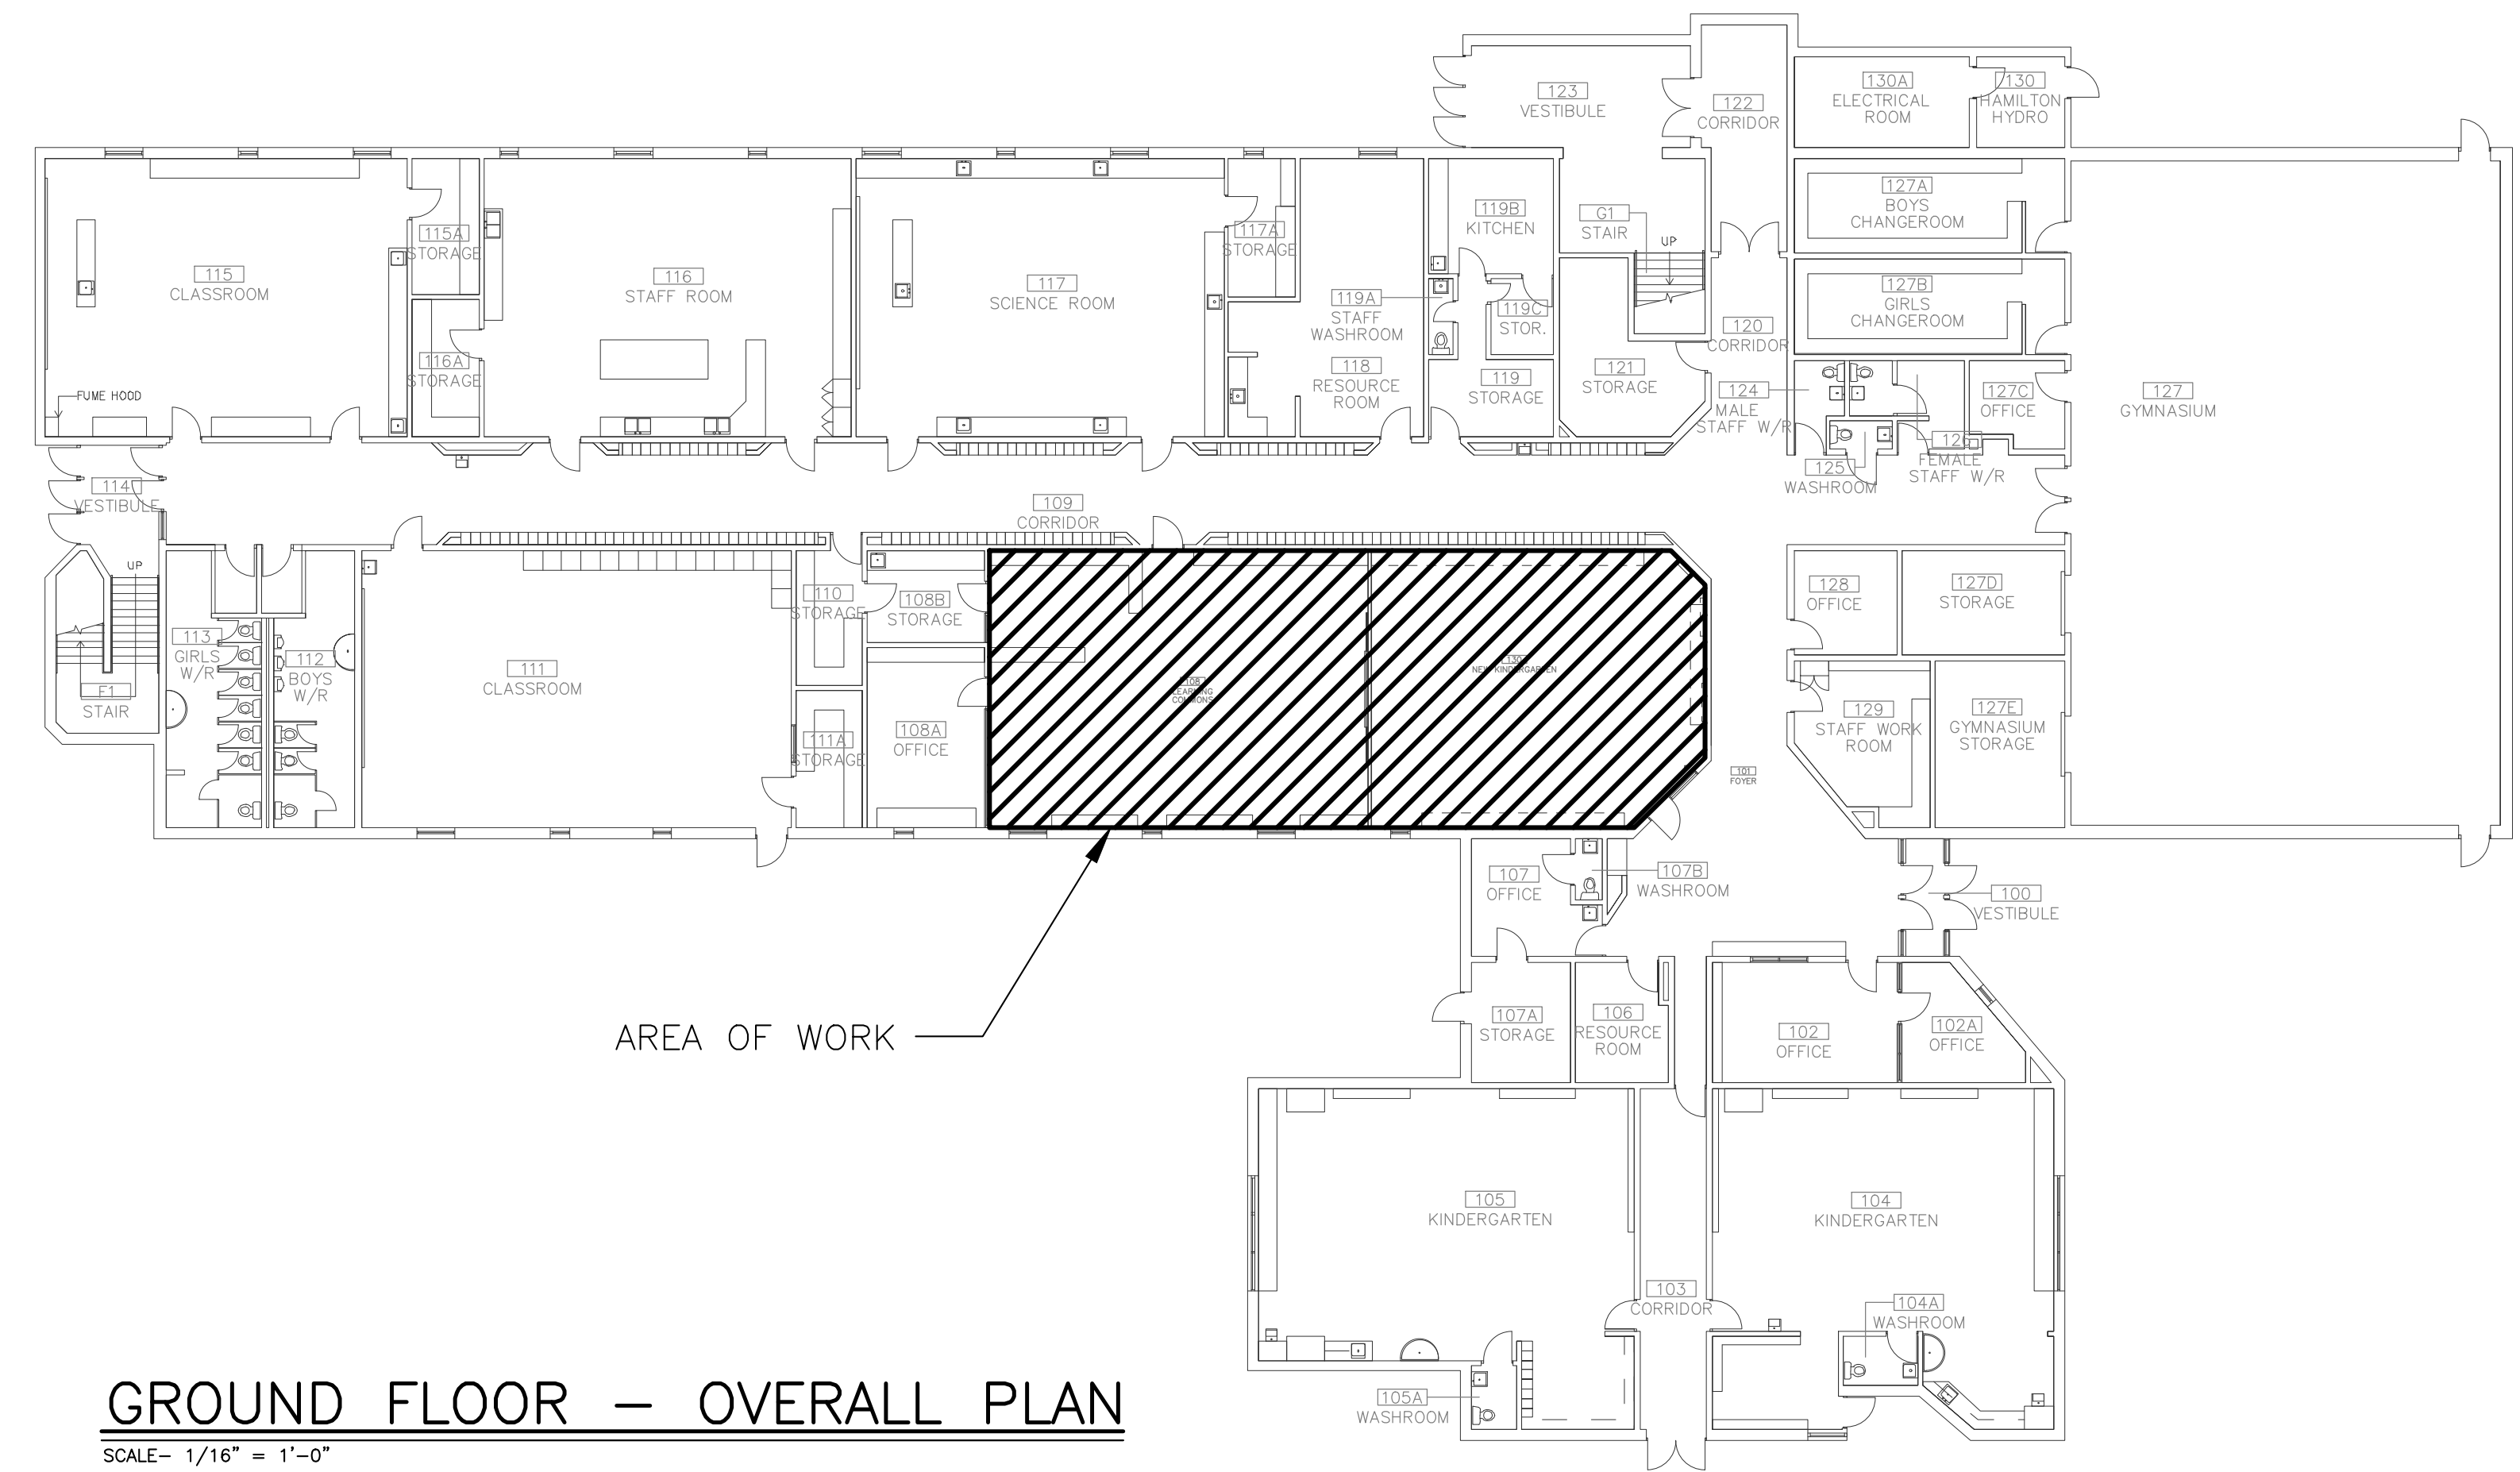 123
VESTIBULE
122
CORRIDOR
130A
ELECTRICAL
ROOM
130
HAMILTON
HYDRO
115
CLASSROOM
115A
STORAGE
116
STAFF ROOM
116A
STORAGE
117
SCIENCE ROOM
117A
STORAGE
119B
KITCHEN
G1
STAIR
UP
127A
BOYS
CHANGEROOM
127B
GIRLS
CHANGEROOM
119A
STAFF
WASHROOM
119C
STOR.
120
CORRIDOR
118
RESOURCE
ROOM
119
STORAGE
121
STORAGE
124
MALE
STAFF W/R
127C
OFFICE
127
GYMNASIUM
FUME HOOD
126
FEMALE
STAFF W/R
125
WASHROOM
114
VESTIBULE
109
CORRIDOR
UP
F1
STAIR
113
GIRLS
W/R
112
BOYS
W/R
111
CLASSROOM
110
STORAGE
108B
STORAGE
111A
STORAGE
108A
OFFICE
108
LEARNING
COMMONS
130
NEW KINDERGARTEN
128
OFFICE
127D
STORAGE
129
STAFF WORK
ROOM
127E
GYMNASIUM
STORAGE
101
FOYER
107
OFFICE
107B
WASHROOM
100
VESTIBULE
AREA OF WORK
107A
STORAGE
106
RESOURCE
ROOM
102
OFFICE
102A
OFFICE
105
KINDERGARTEN
104
KINDERGARTEN
103
CORRIDOR
104A
WASHROOM
105A
WASHROOM
GROUND FLOOR – OVERALL PLAN
SCALE– 1/16" = 1'–0"